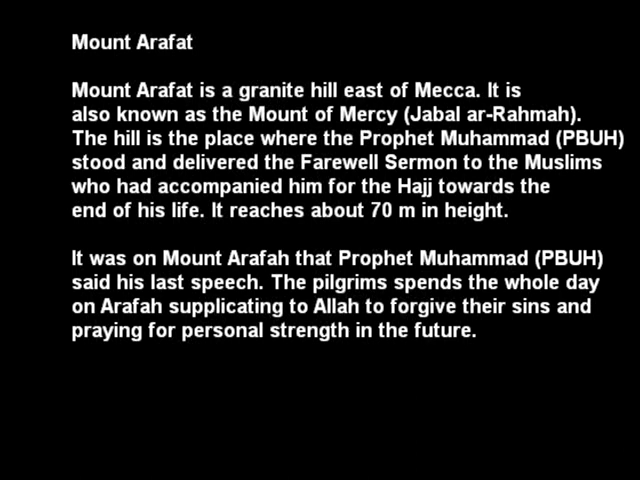 Mount Arafat
Mount Arafat is a granite hill east of Mecca. It is
also known as the Mount of Mercy (Jabal ar-Rahmah).
The hill is the place where the Prophet Muhammad (PBUH)
stood and delivered the Farewell Sermon to the Muslims
who had accompanied him for the Hajj towards the
end of his life. It reaches about 70 m in height.
It was on Mount Arafah that Prophet Muhammad (PBUH)
said his last speech. The pilgrims spends the whole day
on Arafah supplicating to Allah to forgive their sins and
praying for personal strength in the future.